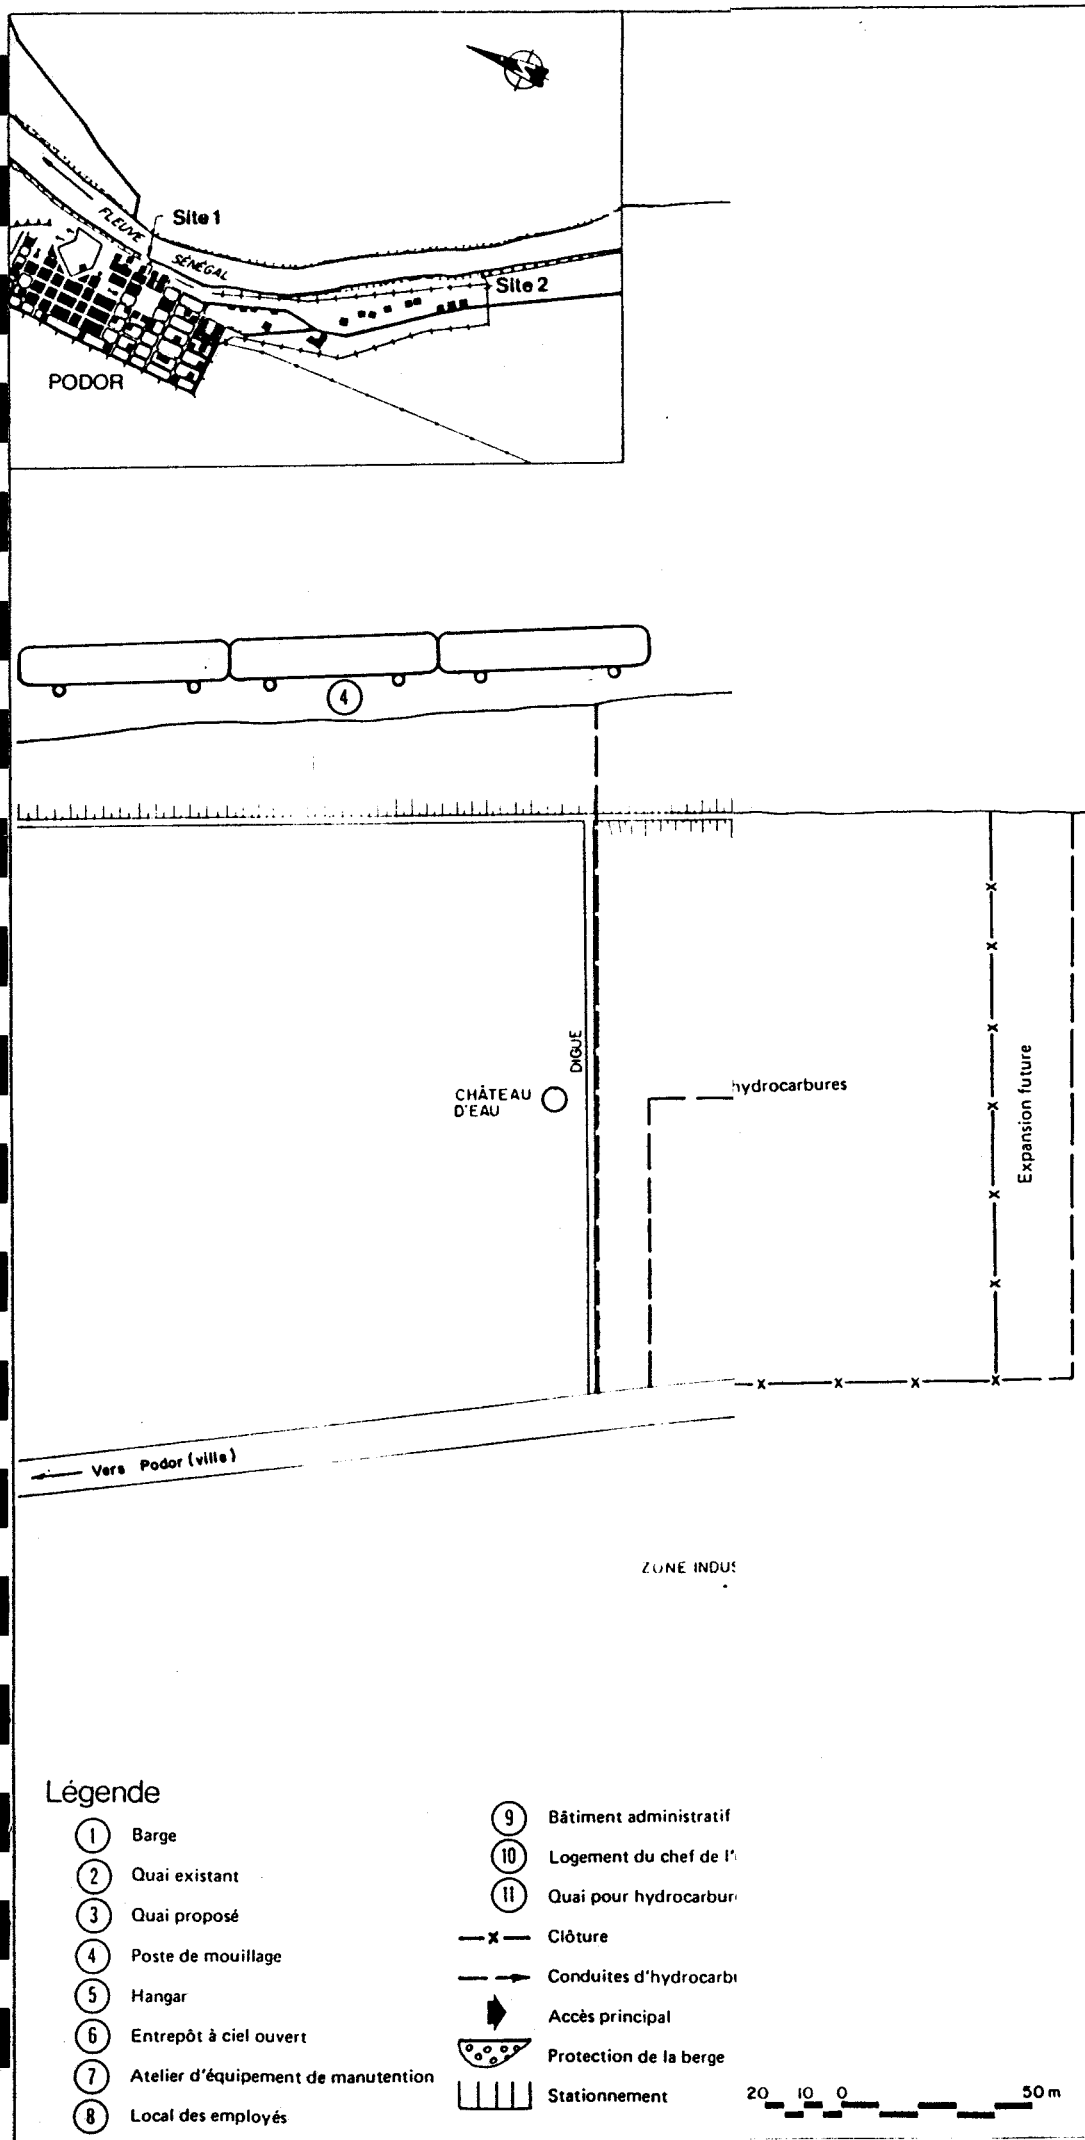 N
FLEUVE
SÉNÉGAL
Site 1
Site 2
PODOR
4
DIGUE
CHÂTEAU
D'EAU
hydrocarbures
Expansion future
Vers Podor (ville)
ZONE
Légende
1 Barge
2 Quai existant
3 Quai proposé
4 Poste de mouillage
5 Hangar
6 Entrepôt à ciel ouvert
7 Atelier d'équipement de manutention
8 Local des employés
9 Bâtiment administratif
10 Logement du chef de l'
11 Quai pour hydrocarbur
Clôture
Conduites d'hydrocarb
Accès principal
Protection de la berge
Stationnement
20 10 0 50 m